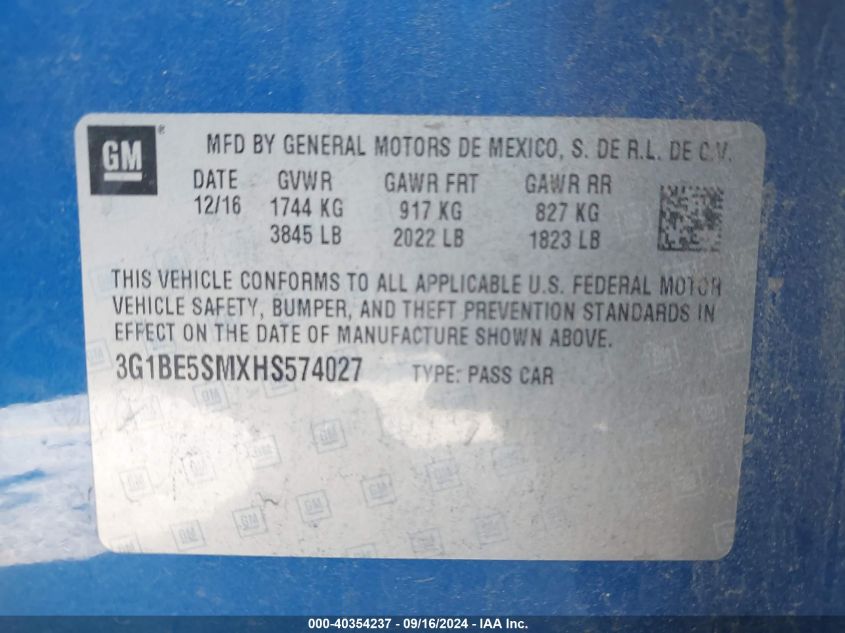 GM ®
MFD BY GENERAL MOTORS DE MEXICO, S. DE R.L. DE C.V.
DATE GVWR GAWR FRT GAWR RR
12/16 1744 KG 917 KG 827 KG
3845 LB 2022 LB 1823 LB
THIS VEHICLE CONFORMS TO ALL APPLICABLE U.S. FEDERAL MOTOR
VEHICLE SAFETY, BUMPER, AND THEFT PREVENTION STANDARDS IN
EFFECT ON THE DATE OF MANUFACTURE SHOWN ABOVE.
3G1BE5SMXHS574027 TYPE: PASS CAR
000-40354237 - 09/16/2024 - IAA Inc.